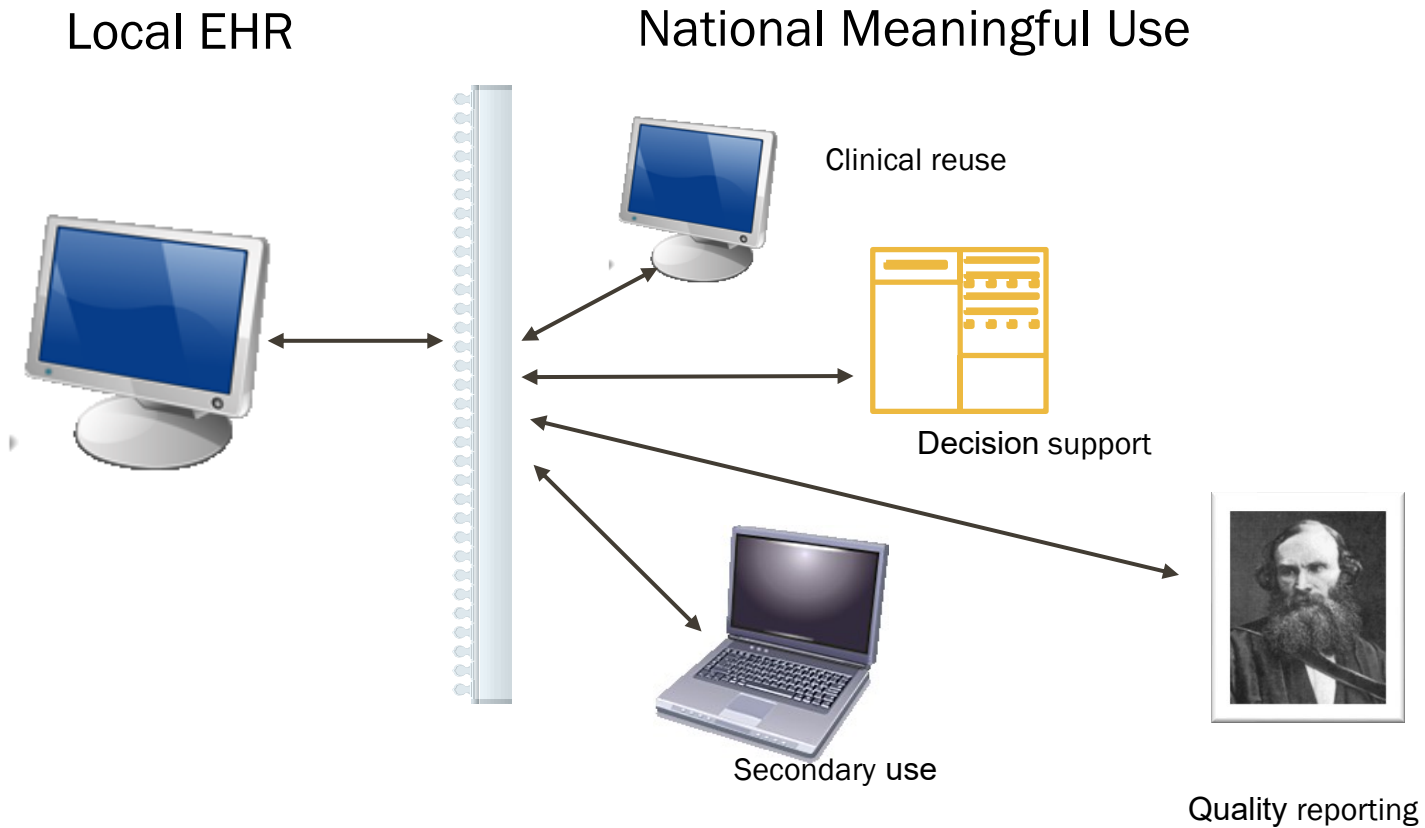 Local EHR
National Meaningful Use
Clinical reuse
Decision support
Secondary use
Quality reporting